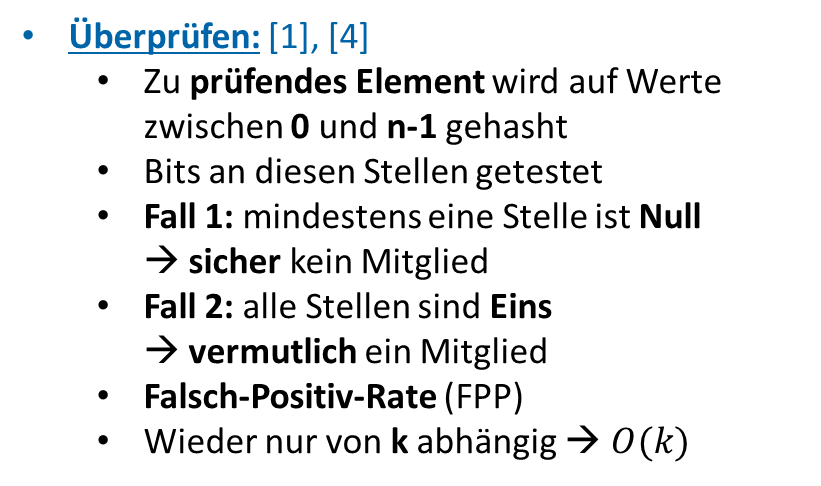 • Überprüfen: [1], [4]
• Zu prüfendes Element wird auf Werte
zwischen 0 und n-1 gehasht
• Bits an diesen Stellen getestet
• Fall 1: mindestens eine Stelle ist Null
→ sicher kein Mitglied
• Fall 2: alle Stellen sind Eins
→ vermutlich ein Mitglied
• Falsch-Positiv-Rate (FPP)
• Wieder nur von k abhängig → O(k)